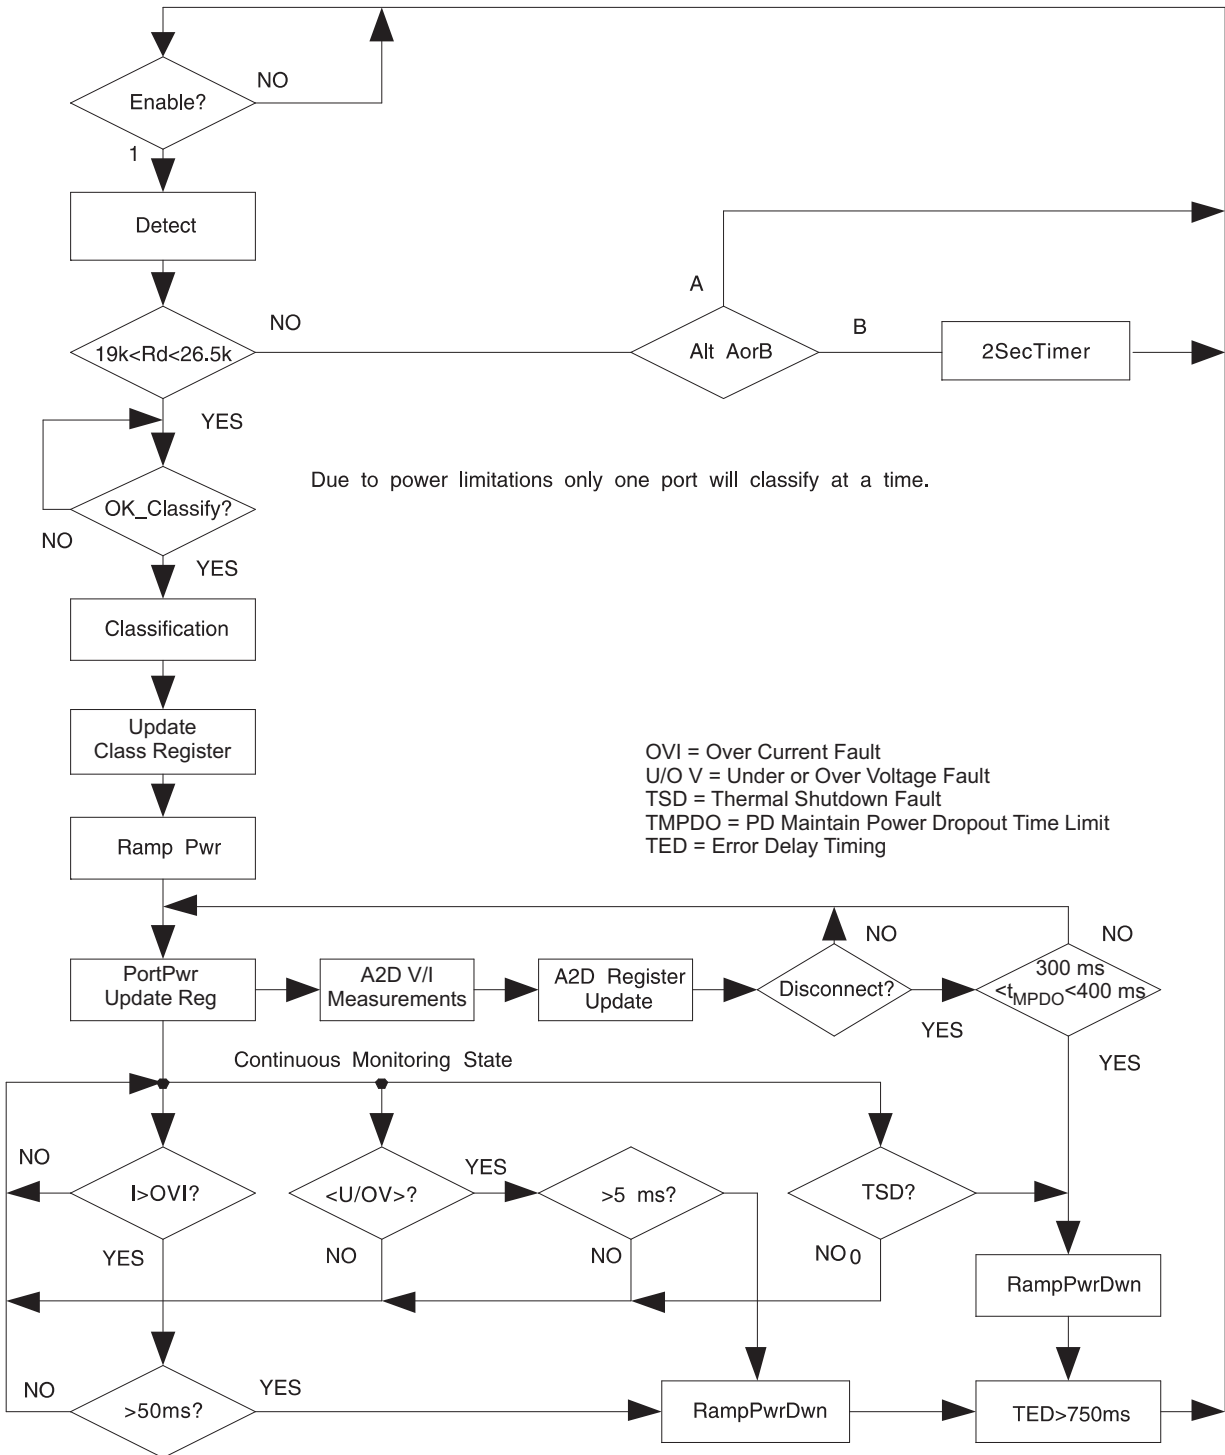 NO
Enable?
1
Detect
A
NO
B
19k<Rd<26.5k
Alt AorB
2SecTimer
YES
Due to power limitations only one port will classify at a time.
OK_Classify?
NO
YES
Classification
Update
Class Register
OVI = Over Current Fault
U/O V = Under or Over Voltage Fault
TSD = Thermal Shutdown Fault
TMPDO = PD Maintain Power Dropout Time Limit
TED = Error Delay Timing
Ramp Pwr
NO
NO
PortPwr
Update Reg
A2D V/I
Measurements
A2D Register
Update
Disconnect?
300 ms
<tMPDO<400 ms
YES
YES
Continuous Monitoring State
NO
YES
I>OVI?
<U/OV>?
>5 ms?
TSD?
YES
NO
NO
NO 0
RampPwrDwn
NO
YES
>50ms?
RampPwrDwn
TED>750ms